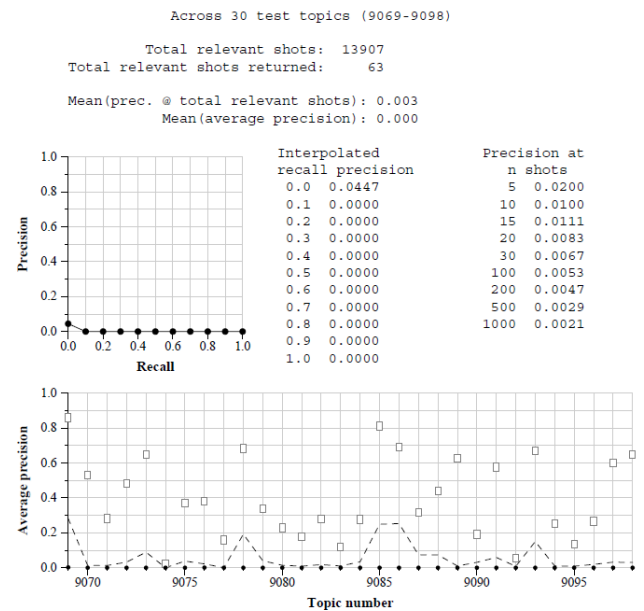 Across 30 test topics (9069-9098)
Total relevant shots: 13907
Total relevant shots returned: 63
Mean(prec. @ total relevant shots): 0.003
Mean(average precision): 0.000
Interpolated
recall precision
0.0 0.0447
0.1 0.0000
0.2 0.0000
0.3 0.0000
0.4 0.0000
0.5 0.0000
0.6 0.0000
0.7 0.0000
0.8 0.0000
0.9 0.0000
1.0 0.0000
Precision at
n shots
5 0.0200
10 0.0100
15 0.0111
20 0.0083
30 0.0067
100 0.0053
200 0.0047
500 0.0029
1000 0.0021
Precision
1.0
0.8
0.6
0.4
0.2
0.0
0.0 0.2 0.4 0.6 0.8 1.0
Recall
Average precision
1.0
0.8
0.6
0.4
0.2
0.0
9070 9075 9080 9085 9090 9095
Topic number